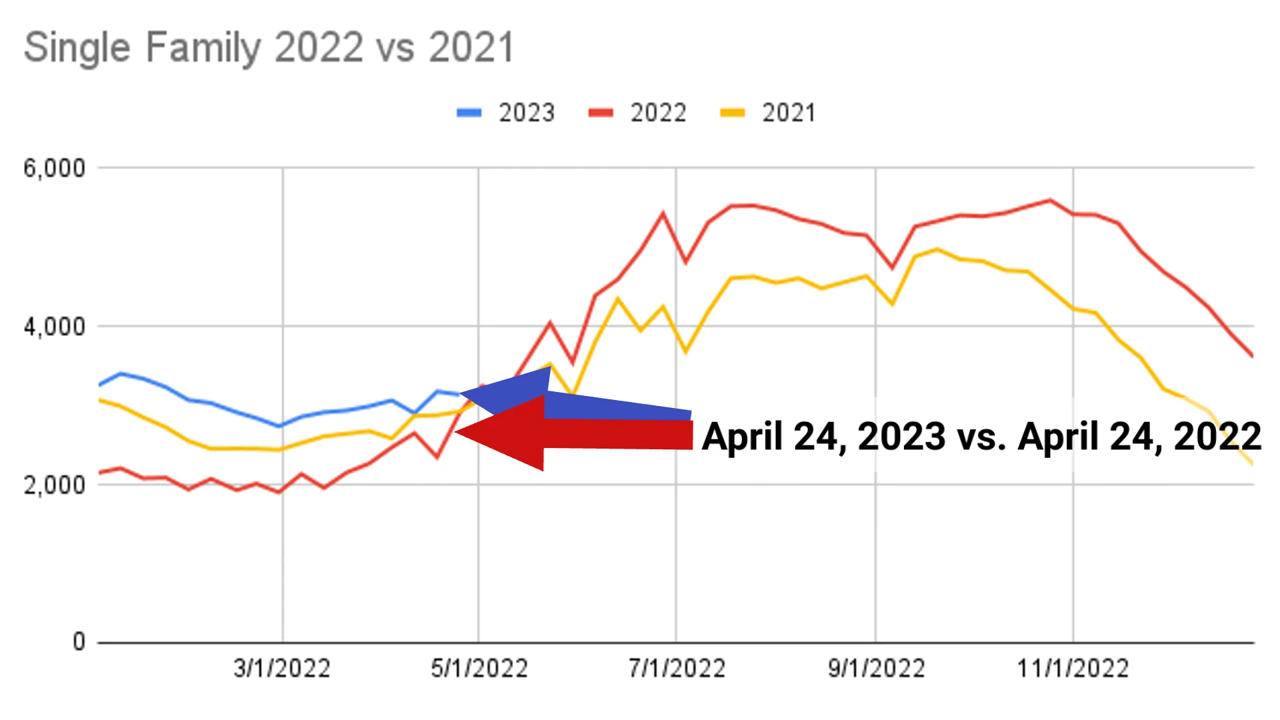 Single Family 2022 vs 2021
2023 2022 2021
6,000
4,000
April 24, 2023 vs. April 24, 2022
2,000
0
3/1/2022 5/1/2022 7/1/2022 9/1/2022 11/1/2022